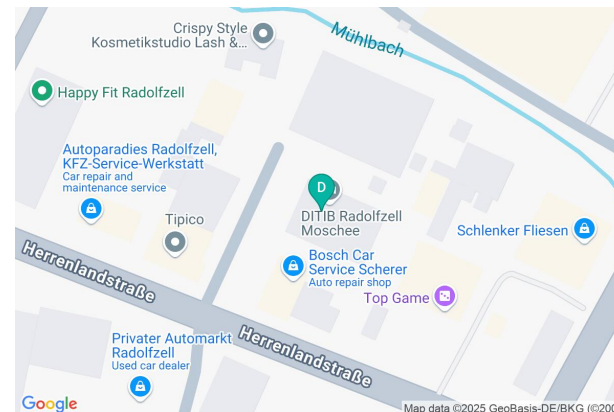 Crispy Style
Kosmetikstudio Lash &...
Mühlbach
Happy Fit Radolfzell
Autoparadies Radolfzell,
KFZ-Service-Werkstatt
Car repair and
maintenance service
D
Tipico
DITIB Radolfzell
Moschee
Schlenker Fliesen
Bosch Car
Service Scherer
Auto repair shop
Top Game
Herrenlandstraße
Herrenlandstraße
Privater Automarkt
Radolfzell
Used car dealer
Google
Map data ©2025 GeoBasis-DE/BKG (©200